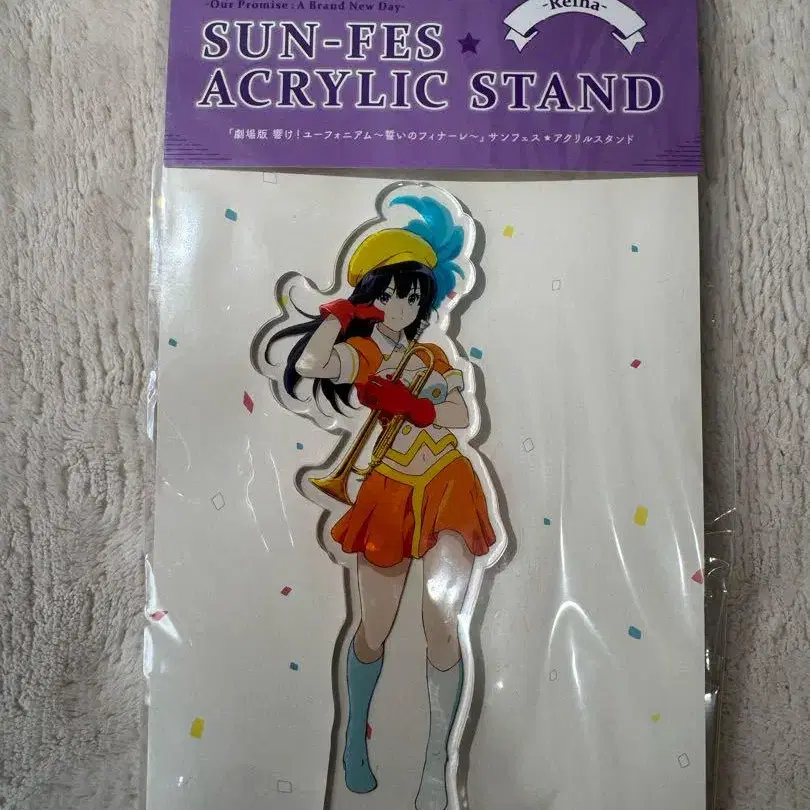 -Our Promise : A Brand New Day-
-Reina-
SUN-FES ★
ACRYLIC STAND
「劇場版 響け!ユーフォニアム〜誓いのフィナーレ〜」サンフェス★アクリルスタンド